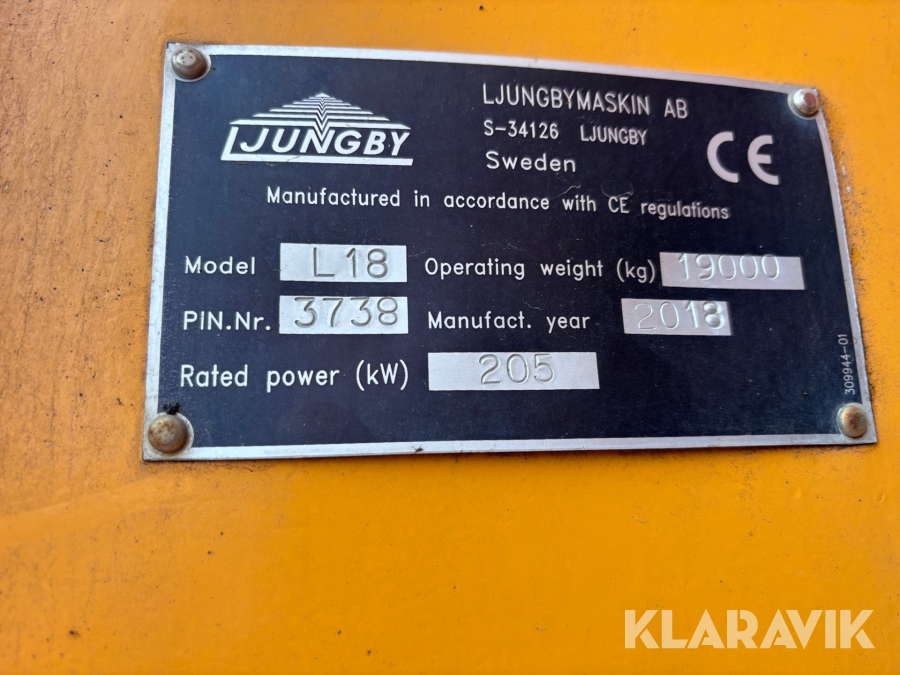 LJUNGBY
LJUNGBYMASKIN AB
S-34126 LJUNGBY
Sweden
CE
Manufactured in accordance with CE regulations
Model L18 Operating weight (kg) 19000
PIN.Nr. 3738 Manufact. year 2018
Rated power (kW) 205
309944-01
KLARAVIK